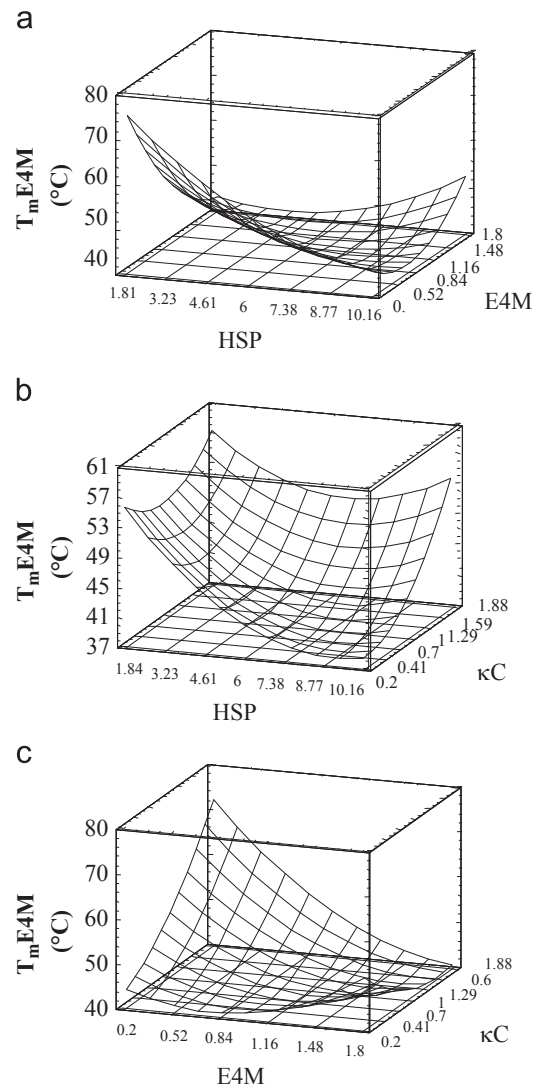 a
80
70
60
50
40
TmE4M
(°C)
1.81 3.23 4.61 6 7.38 8.77 10.16
HSP
0. 0.52 0.84 1.16 1.48 1.8
E4M
b
61
57
53
49
45
41
37
TmE4M
(°C)
1.84 3.23 4.61 6 7.38 8.77 10.16
HSP
0.2 0.41 0.7 1 1.29 1.59 1.88
κC
c
80
70
60
50
40
TmE4M
(°C)
0.2 0.52 0.84 1.16 1.48 1.8
E4M
0.2 0.41 0.7 1 1.29 0.6 1.88
κC